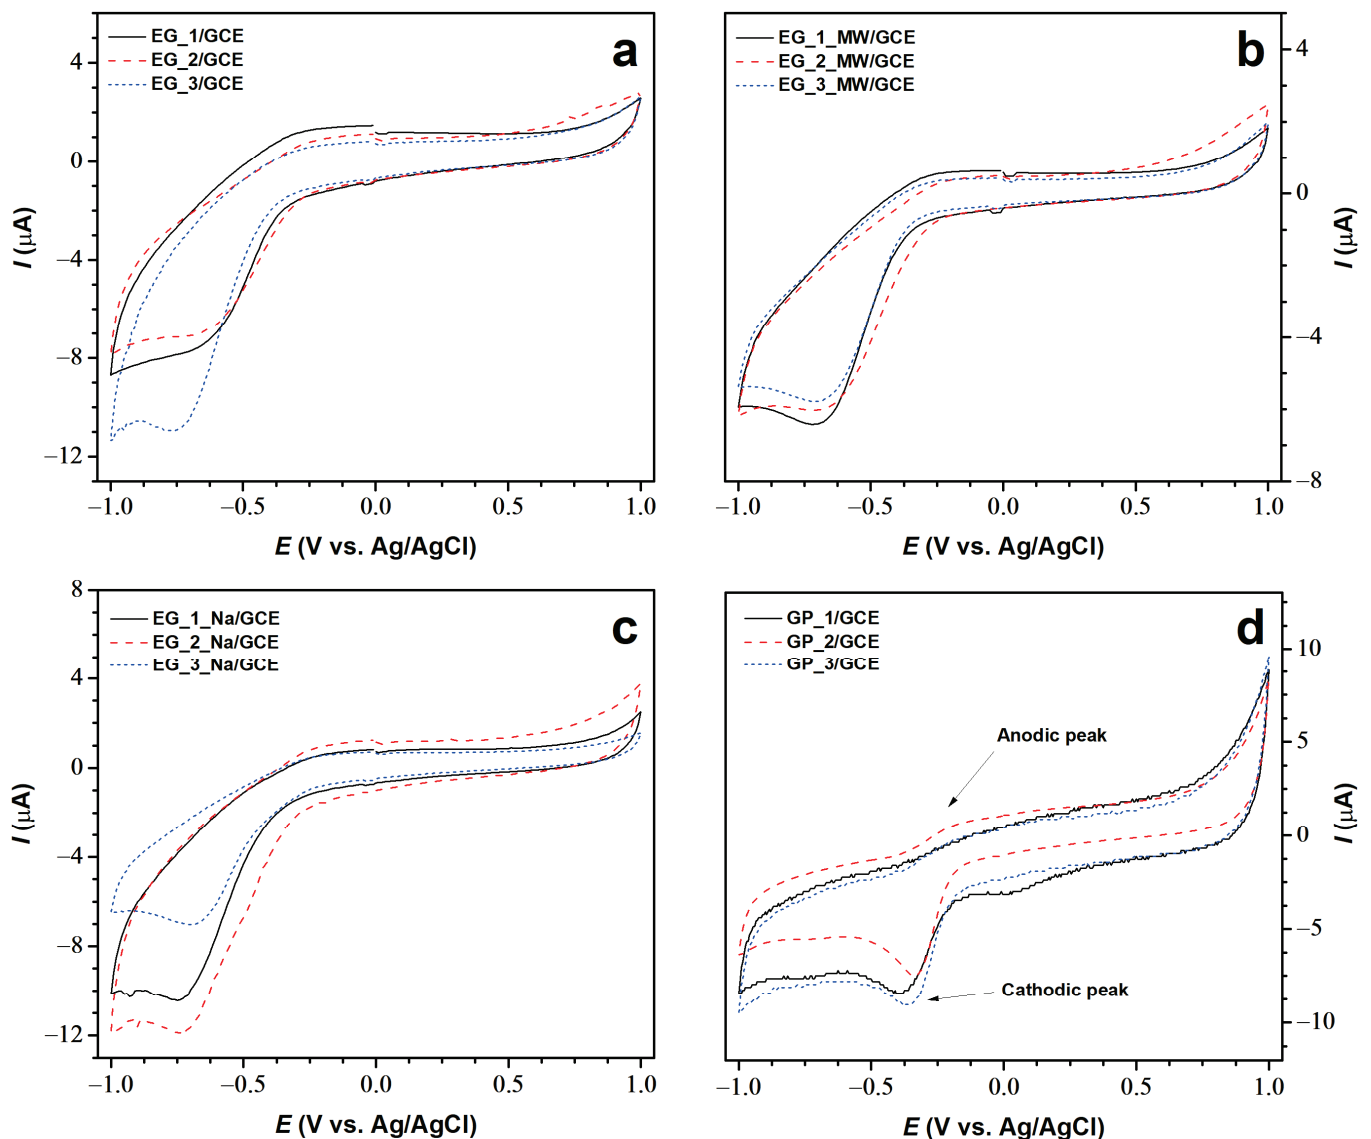 EG_1/GCE
EG_2/GCE
EG_3/GCE
a
4
0
−4
−8
−12
I (μA)
−1.0 −0.5 0.0 0.5 1.0
E (V vs. Ag/AgCl)
EG_1_MW/GCE
EG_2_MW/GCE
EG_3_MW/GCE
b
4
0
−4
−8
I (μA)
−1.0 −0.5 0.0 0.5 1.0
E (V vs. Ag/AgCl)
EG_1_Na/GCE
EG_2_Na/GCE
EG_3_Na/GCE
c
8
4
0
−4
−8
−12
I (μA)
−1.0 −0.5 0.0 0.5 1.0
E (V vs. Ag/AgCl)
GP_1/GCE
GP_2/GCE
GP_3/GCE
d
Anodic peak
Cathodic peak
10
5
0
−5
−10
I (μA)
−1.0 −0.5 0.0 0.5 1.0
E (V vs. Ag/AgCl)